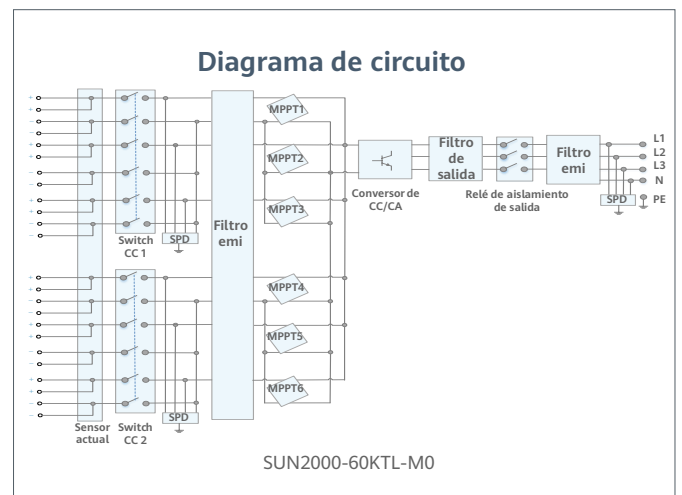 Diagrama de circuito
+
+
−
−
+
+
−
−
+
+
−
−
Switch
CC 1
SPD
Filtro
emi
MPPT1
MPPT2
MPPT3
Conversor de
CC/CA
Filtro
de
salida
Relé de aislamiento
de salida
Filtro
emi
SPD
L1
L2
L3
N
PE
+
+
−
−
+
+
−
−
+
+
−
−
MPPT4
MPPT5
MPPT6
SPD
Sensor
actual
Switch
CC 2
SUN2000-60KTL-M0